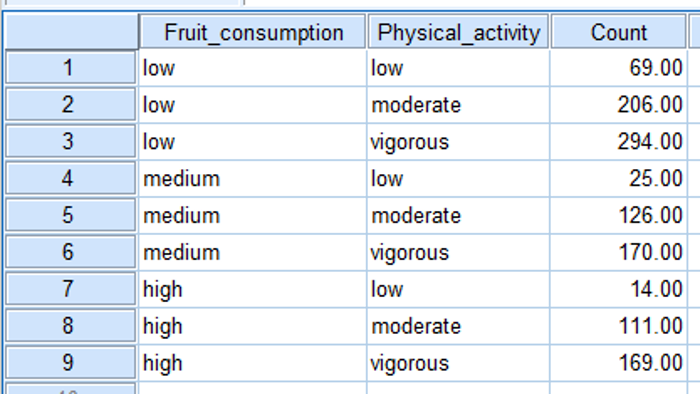 Fruit_consumption Physical_activity Count
1 low low 69.00
2 low moderate 206.00
3 low vigorous 294.00
4 medium low 25.00
5 medium moderate 126.00
6 medium vigorous 170.00
7 high low 14.00
8 high moderate 111.00
9 high vigorous 169.00